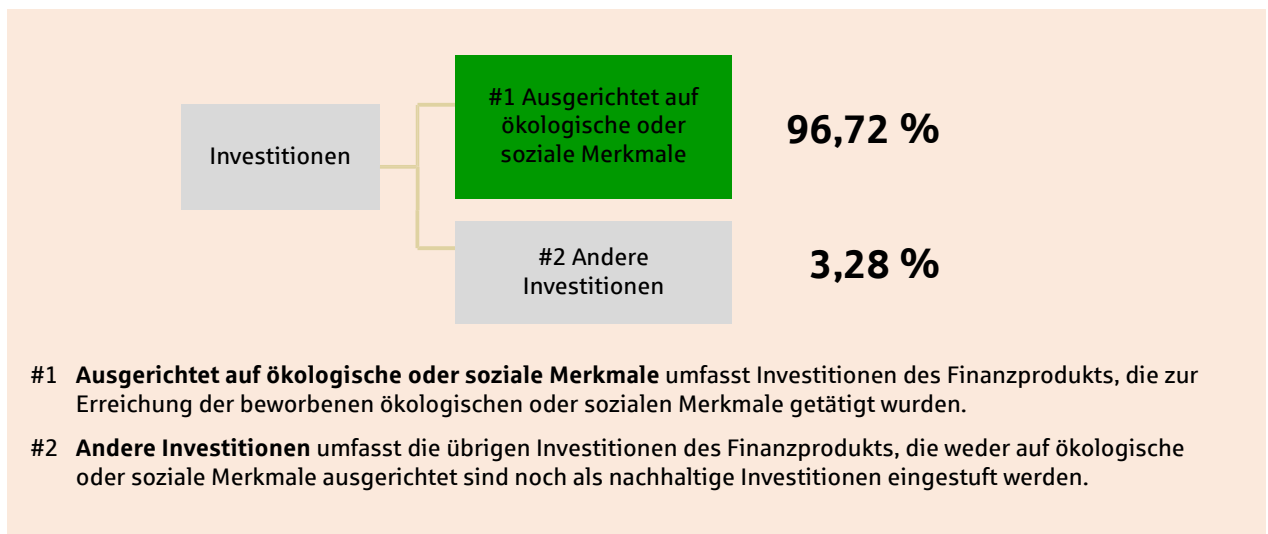 Investitionen
#1 Ausgerichtet auf
ökologische oder
soziale Merkmale
96,72 %
#2 Andere
Investitionen
3,28 %
#1 Ausgerichtet auf ökologische oder soziale Merkmale umfasst Investitionen des Finanzprodukts, die zur
Erreichung der beworbenen ökologischen oder sozialen Merkmale getätigt wurden.
#2 Andere Investitionen umfasst die übrigen Investitionen des Finanzprodukts, die weder auf ökologische
oder soziale Merkmale ausgerichtet sind noch als nachhaltige Investitionen eingestuft werden.